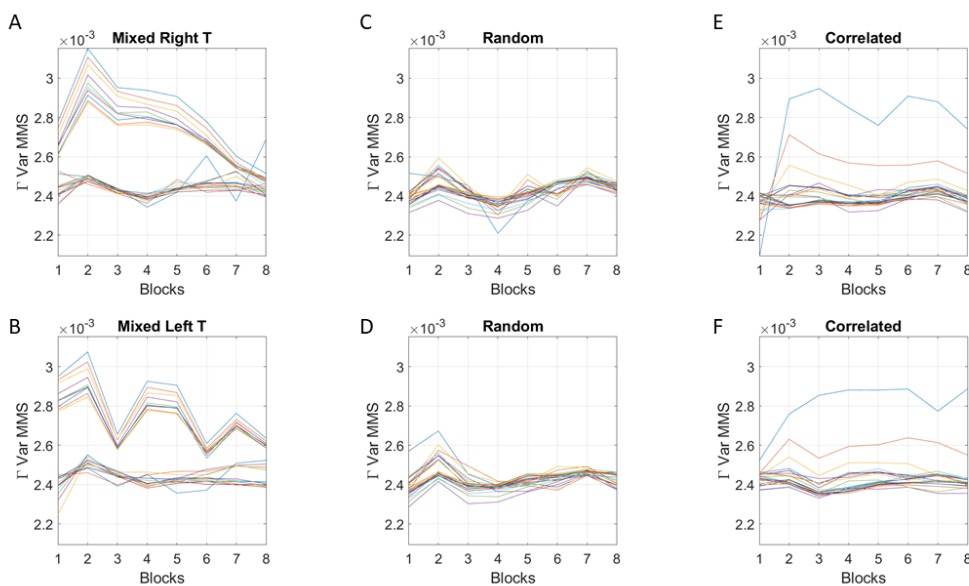 A
Mixed Right T
×10⁻³
3
2.8
2.6
2.4
2.2
Γ Var MMS
1 2 3 4 5 6 7 8
Blocks
C
Random
×10⁻³
3
2.8
2.6
2.4
2.2
Γ Var MMS
1 2 3 4 5 6 7 8
Blocks
E
Correlated
×10⁻³
3
2.8
2.6
2.4
2.2
Γ Var MMS
1 2 3 4 5 6 7 8
Blocks
B
Mixed Left T
×10⁻³
3
2.8
2.6
2.4
2.2
Γ Var MMS
1 2 3 4 5 6 7 8
Blocks
D
Random
×10⁻³
3
2.8
2.6
2.4
2.2
Γ Var MMS
1 2 3 4 5 6 7 8
Blocks
F
Correlated
×10⁻³
3
2.8
2.6
2.4
2.2
Γ Var MMS
1 2 3 4 5 6 7 8
Blocks